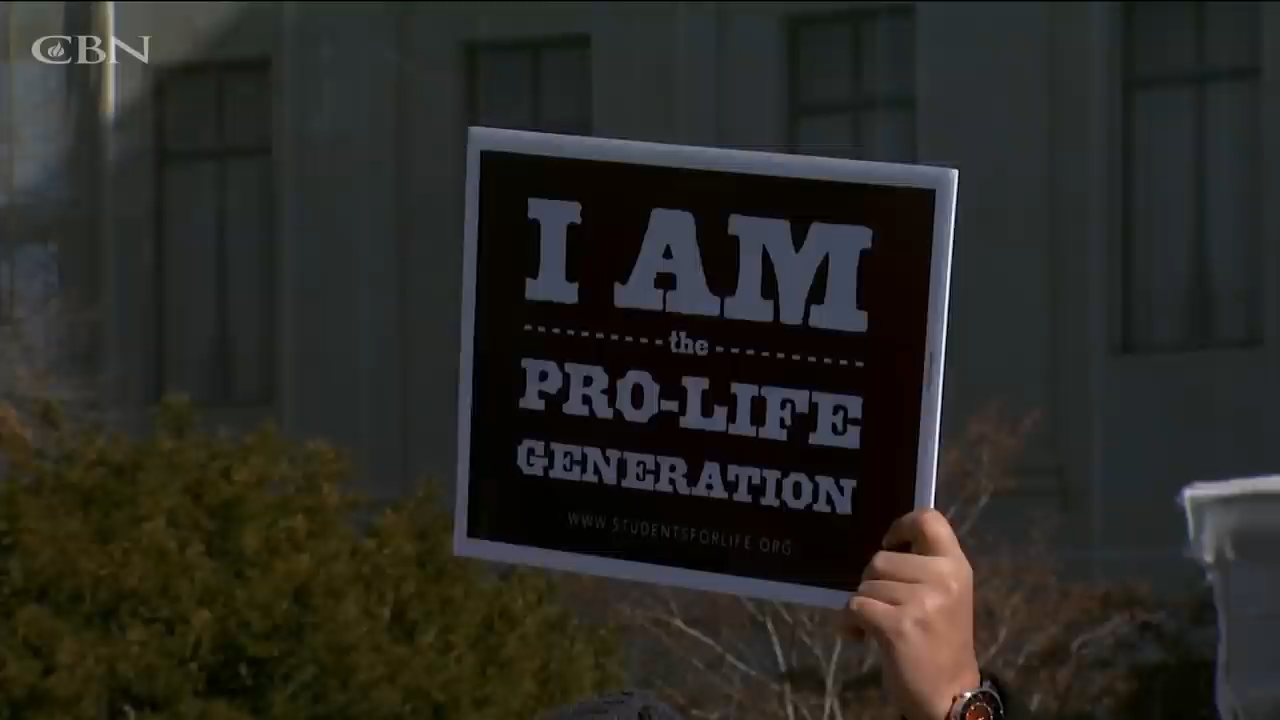 CBN
I AM
the
PRO-LIFE
GENERATION
WWW.STUDENTSFORLIFE.ORG